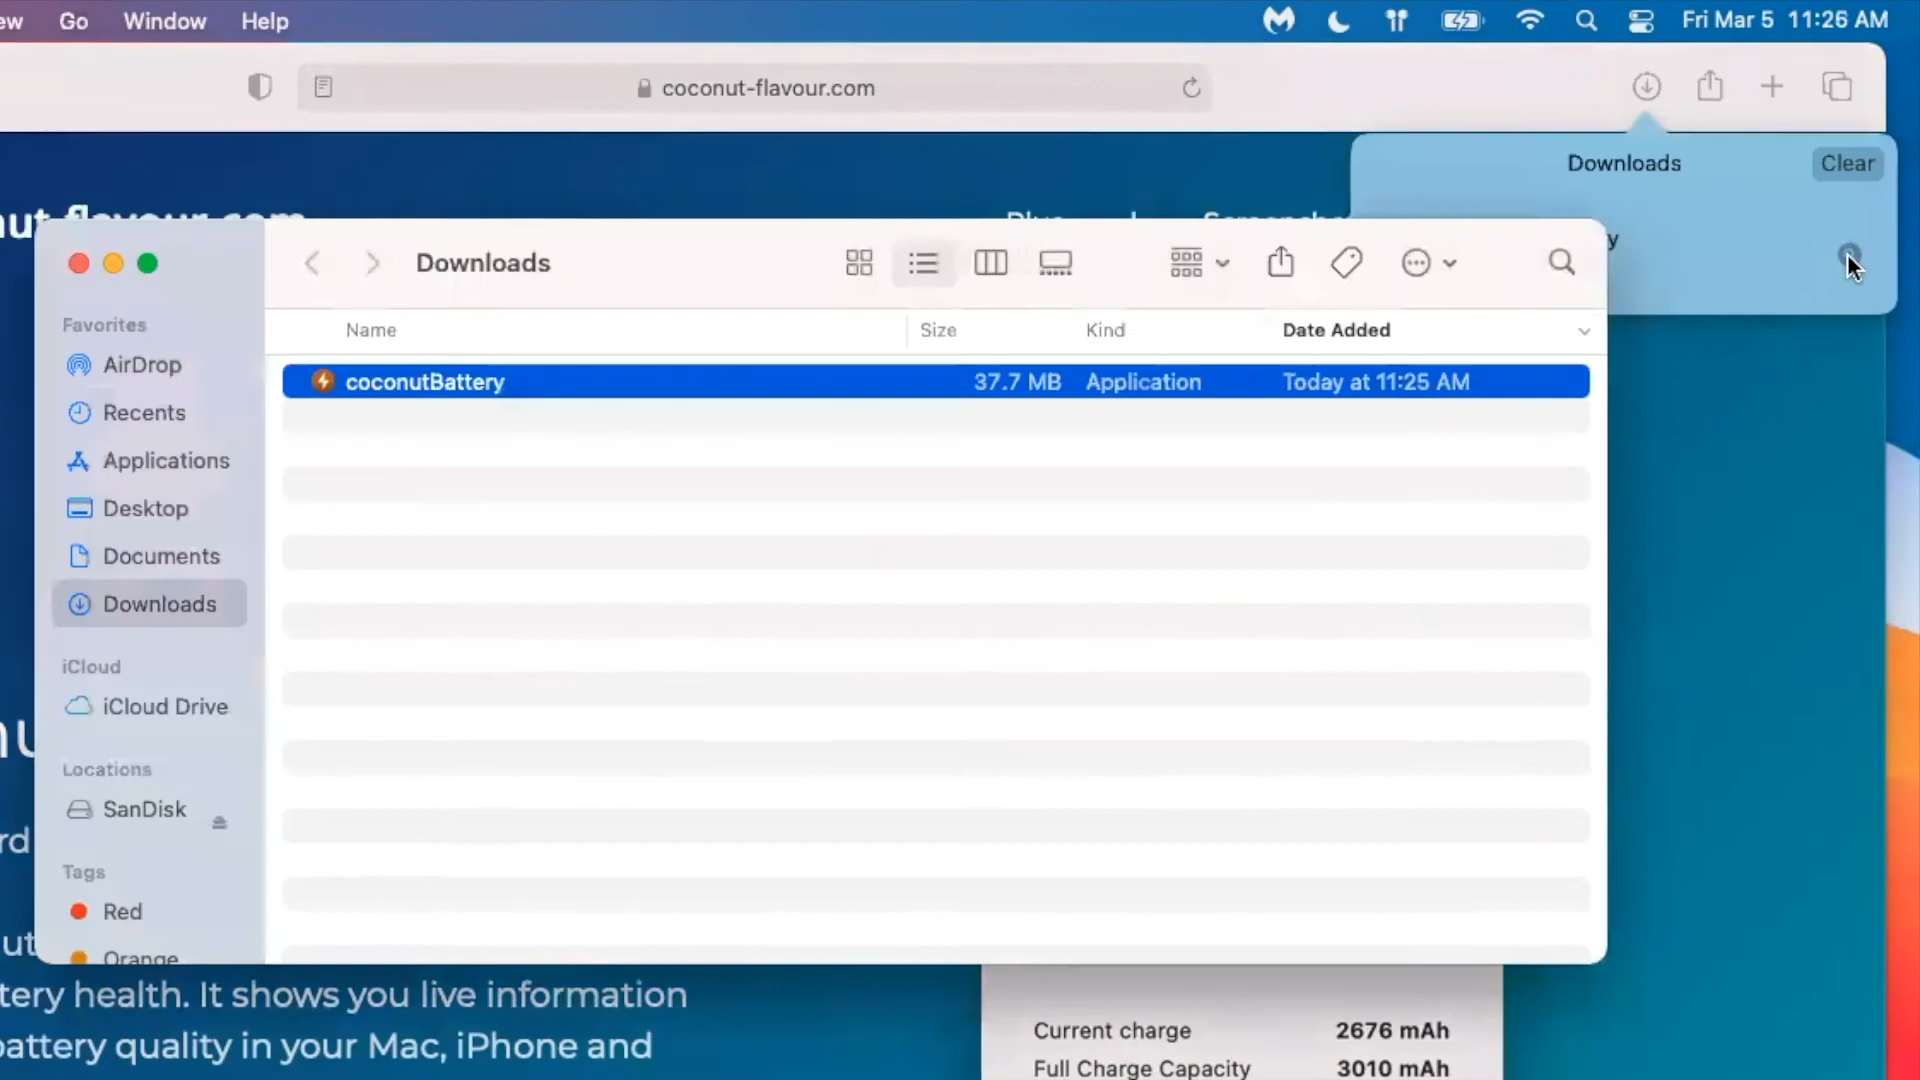 Go Window Help Fri Mar 5 11:26 AM
coconut-flavour.com
Downloads Clear
Downloads
Name Size Kind Date Added
coconutBattery 37.7 MB Application Today at 11:25 AM
Favorites
AirDrop
Recents
Applications
Desktop
Documents
Downloads
iCloud
iCloud Drive
Locations
SanDisk
Tags
Red
Orange
tery health. It shows you live information
battery quality in your Mac, iPhone and
Current charge 2676 mAh
Full Charge Capacity 3010 mAh